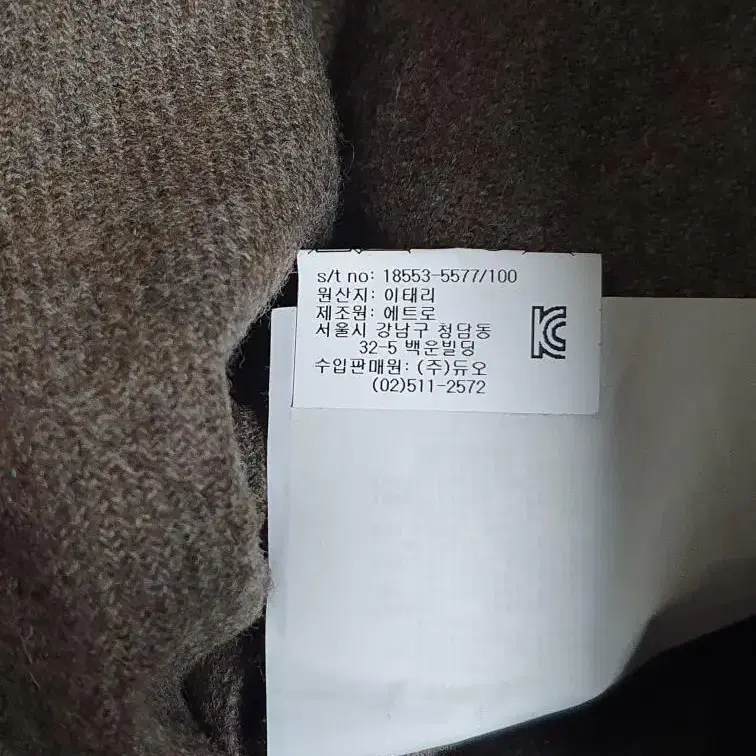 s/t no: 18553-5577/100
원산지: 이태리
제조원: 에트로
서울시 강남구 청담동
32-5 백운빌딩
수입판매원: (주)듀오
(02)511-2572
KC